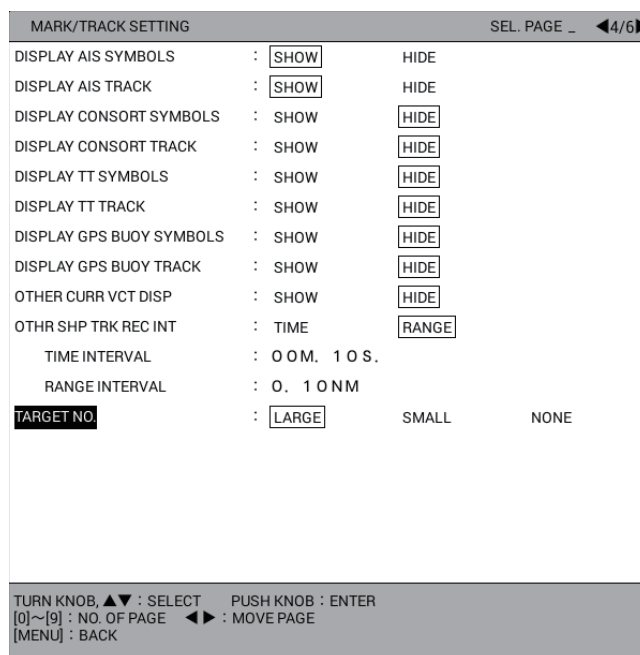 MARK/TRACK SETTING SEL. PAGE _ ◀4/6▶
DISPLAY AIS SYMBOLS : SHOW HIDE
DISPLAY AIS TRACK : SHOW HIDE
DISPLAY CONSORT SYMBOLS : SHOW HIDE
DISPLAY CONSORT TRACK : SHOW HIDE
DISPLAY TT SYMBOLS : SHOW HIDE
DISPLAY TT TRACK : SHOW HIDE
DISPLAY GPS BUOY SYMBOLS : SHOW HIDE
DISPLAY GPS BUOY TRACK : SHOW HIDE
OTHER CURR VCT DISP : SHOW HIDE
OTHR SHP TRK REC INT : TIME RANGE
TIME INTERVAL : 00M. 10S.
RANGE INTERVAL : 0. 10NM
TARGET NO. : LARGE SMALL NONE
TURN KNOB, ▲▼ : SELECT PUSH KNOB : ENTER
[0]~[9] : NO. OF PAGE ◀ ▶ : MOVE PAGE
[MENU] : BACK